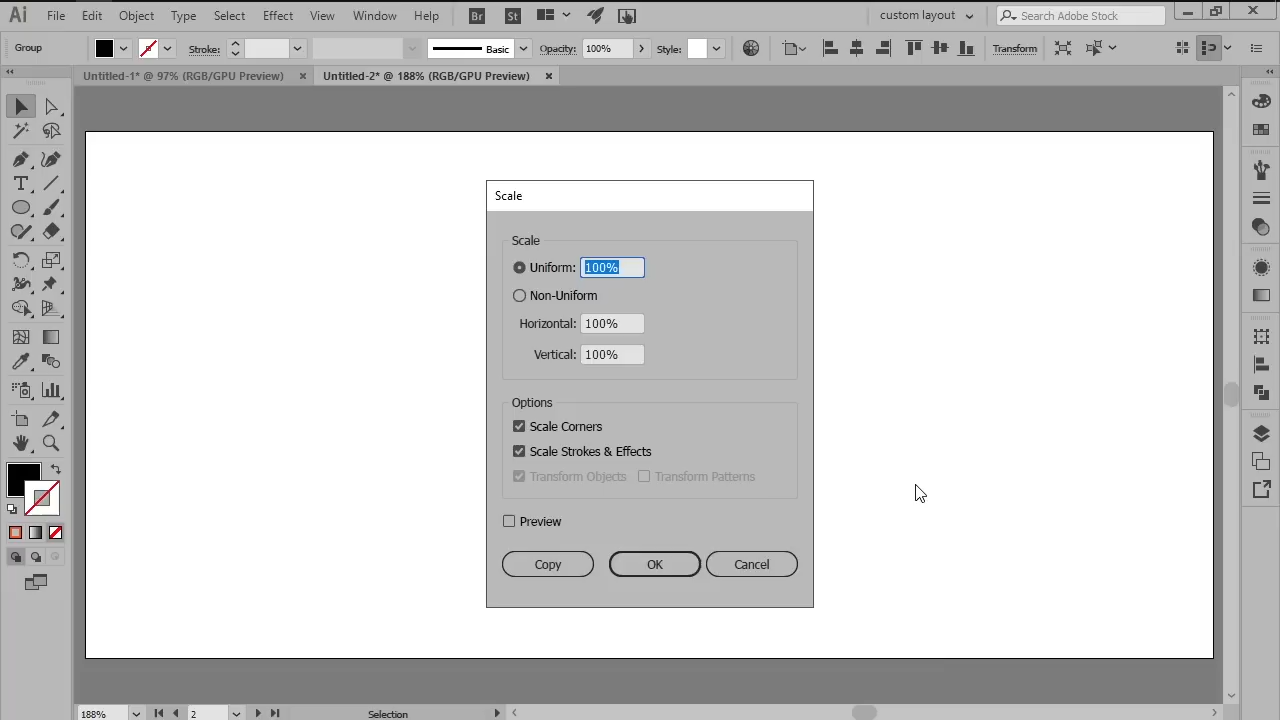 Ai File Edit Object Type Select Effect View Window Help Br St custom layout Search Adobe Stock
Group Stroke: Basic Opacity: 100% Style: Transform
Untitled-1* @ 97% (RGB/GPU Preview) Untitled-2* @ 188% (RGB/GPU Preview)
Scale
Scale
Uniform: 100%
Non-Uniform
Horizontal: 100%
Vertical: 100%
Options
Scale Corners
Scale Strokes & Effects
Transform Objects Transform Patterns
Preview
Copy OK Cancel
188% 2 Selection